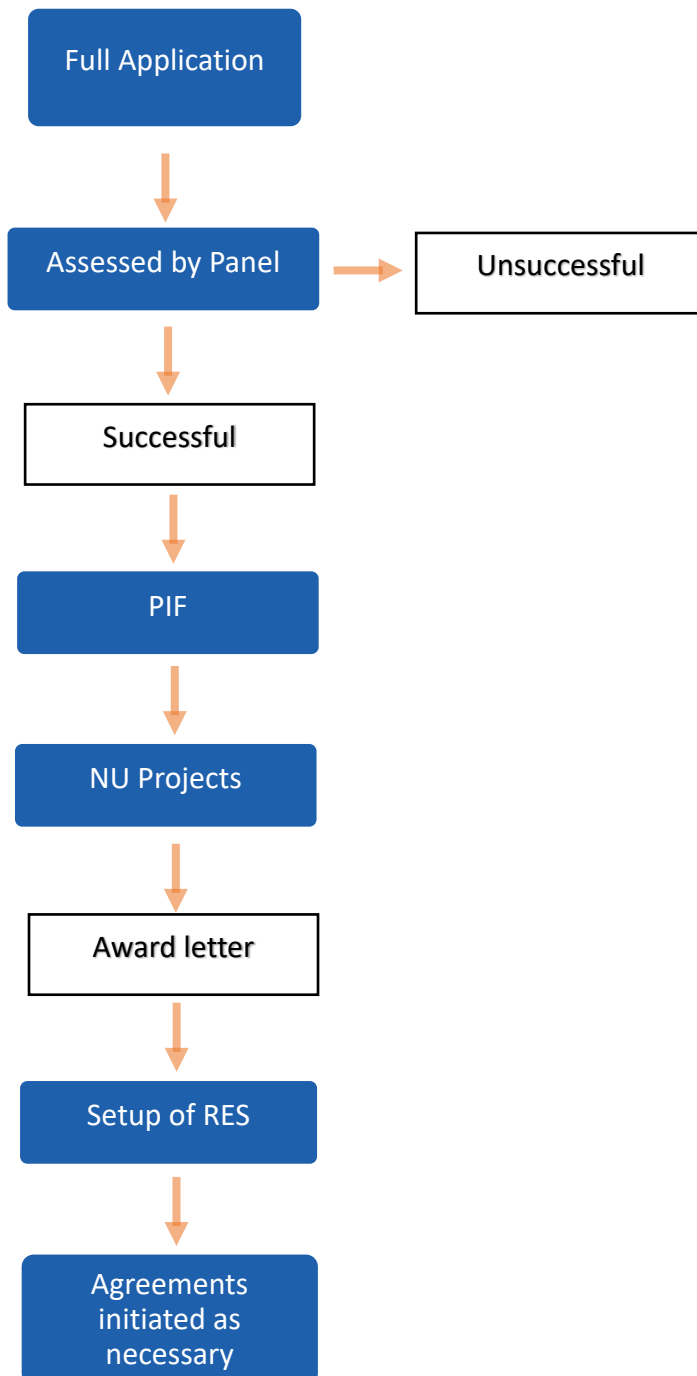 Full Application
Assessed by Panel
Unsuccessful
Successful
PIF
NU Projects
Award letter
Setup of RES
Agreements
initiated as
necessary